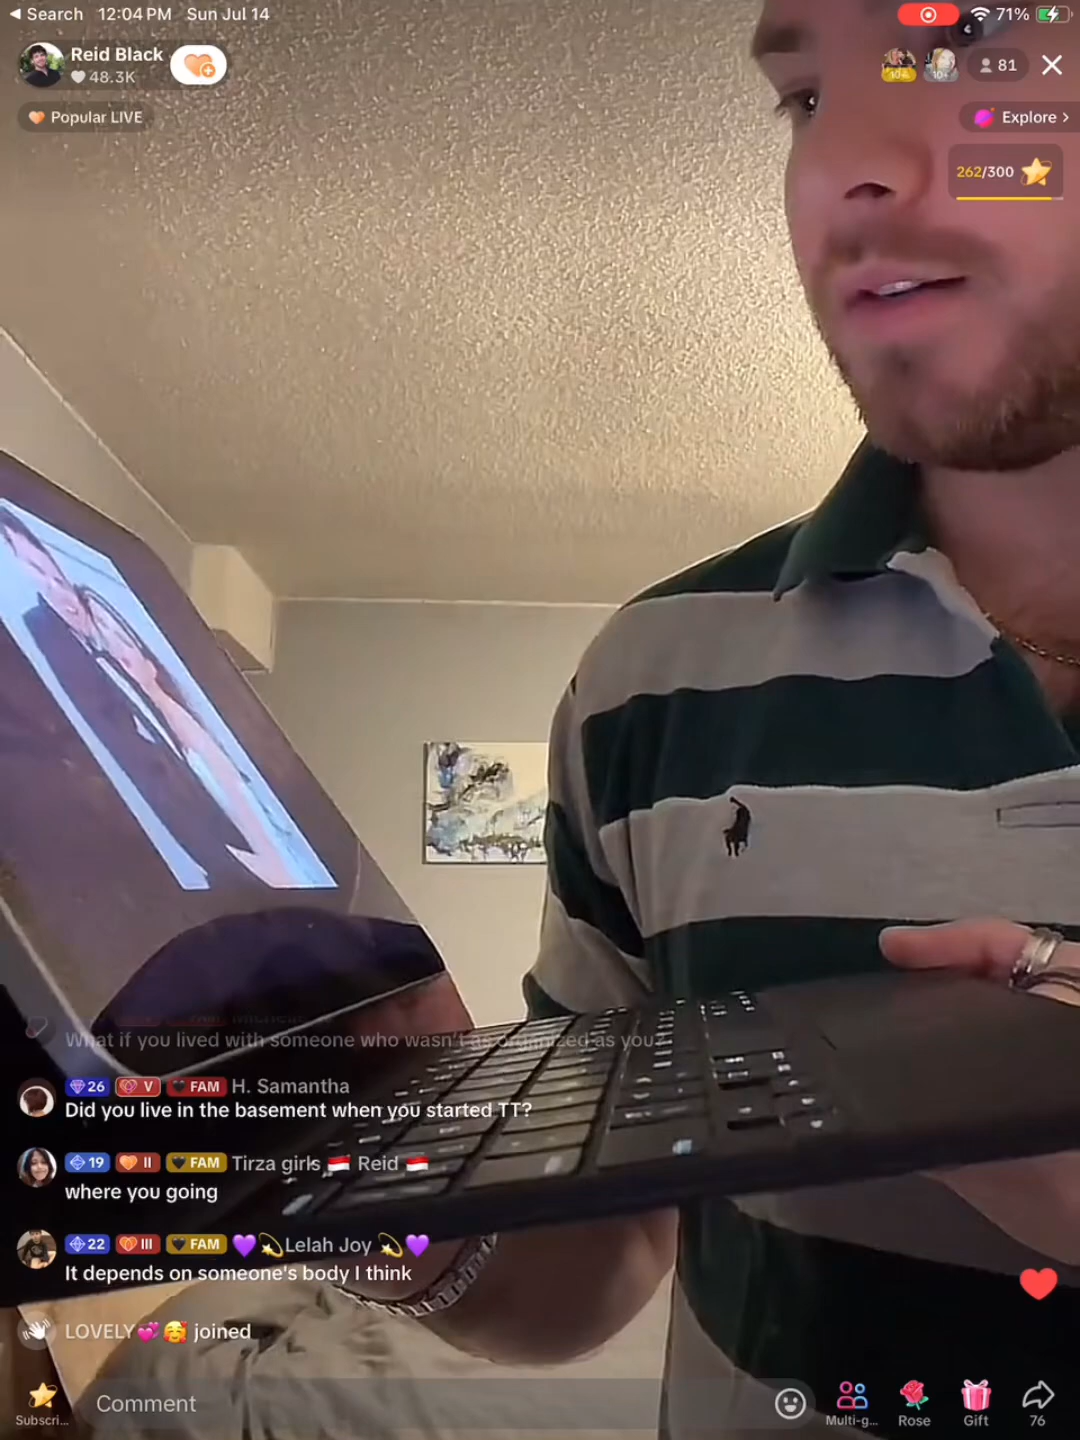 Search 12:04 PM Sun Jul 14
71%
Reid Black
48.3K
10+
10+
81
Popular LIVE
Explore
262/300
What if you lived with someone who wasn't as organized as you?
26 V FAM H. Samantha
Did you live in the basement when you started TT?
19 II FAM Tirza girls 🇮🇩 Reid 🇮🇩
where you going
22 III FAM 💜💫Lelah Joy 💫💜
It depends on someone's body I think
LOVELY💞🥰 joined
Comment
Subscri...
Multi-g...
Rose
Gift
76